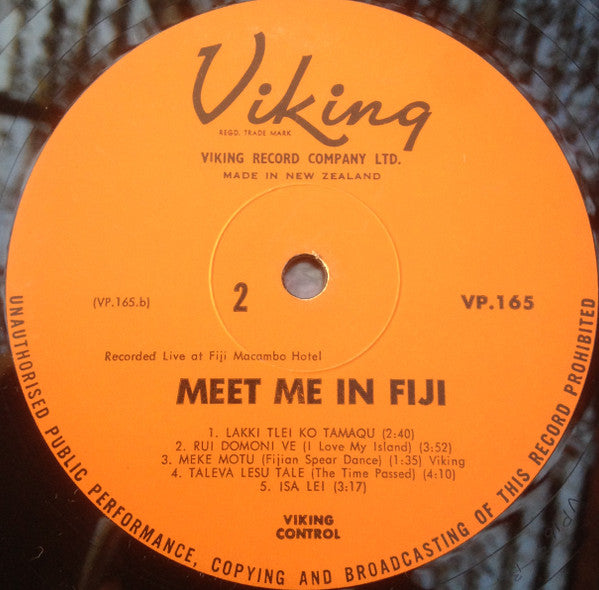 Viking
REGD. TRADE MARK
VIKING RECORD COMPANY LTD.
MADE IN NEW ZEALAND
(VP.165.b)
2
VP.165
Recorded Live at Fiji Macambo Hotel
MEET ME IN FIJI
1. LAKKI TLEI KO TAMAQU (2:40)
2. RUI DOMONI VE (I Love My Island) (3:52)
3. MEKE MOTU (Fijian Spear Dance) (1:35) Viking
4. TALEVA LESU TALE (The Time Passed) (4:10)
5. ISA LEI (3:17)
VIKING
CONTROL
UNAUTHORISED PUBLIC PERFORMANCE, COPYING AND BROADCASTING OF THIS RECORD PROHIBITED